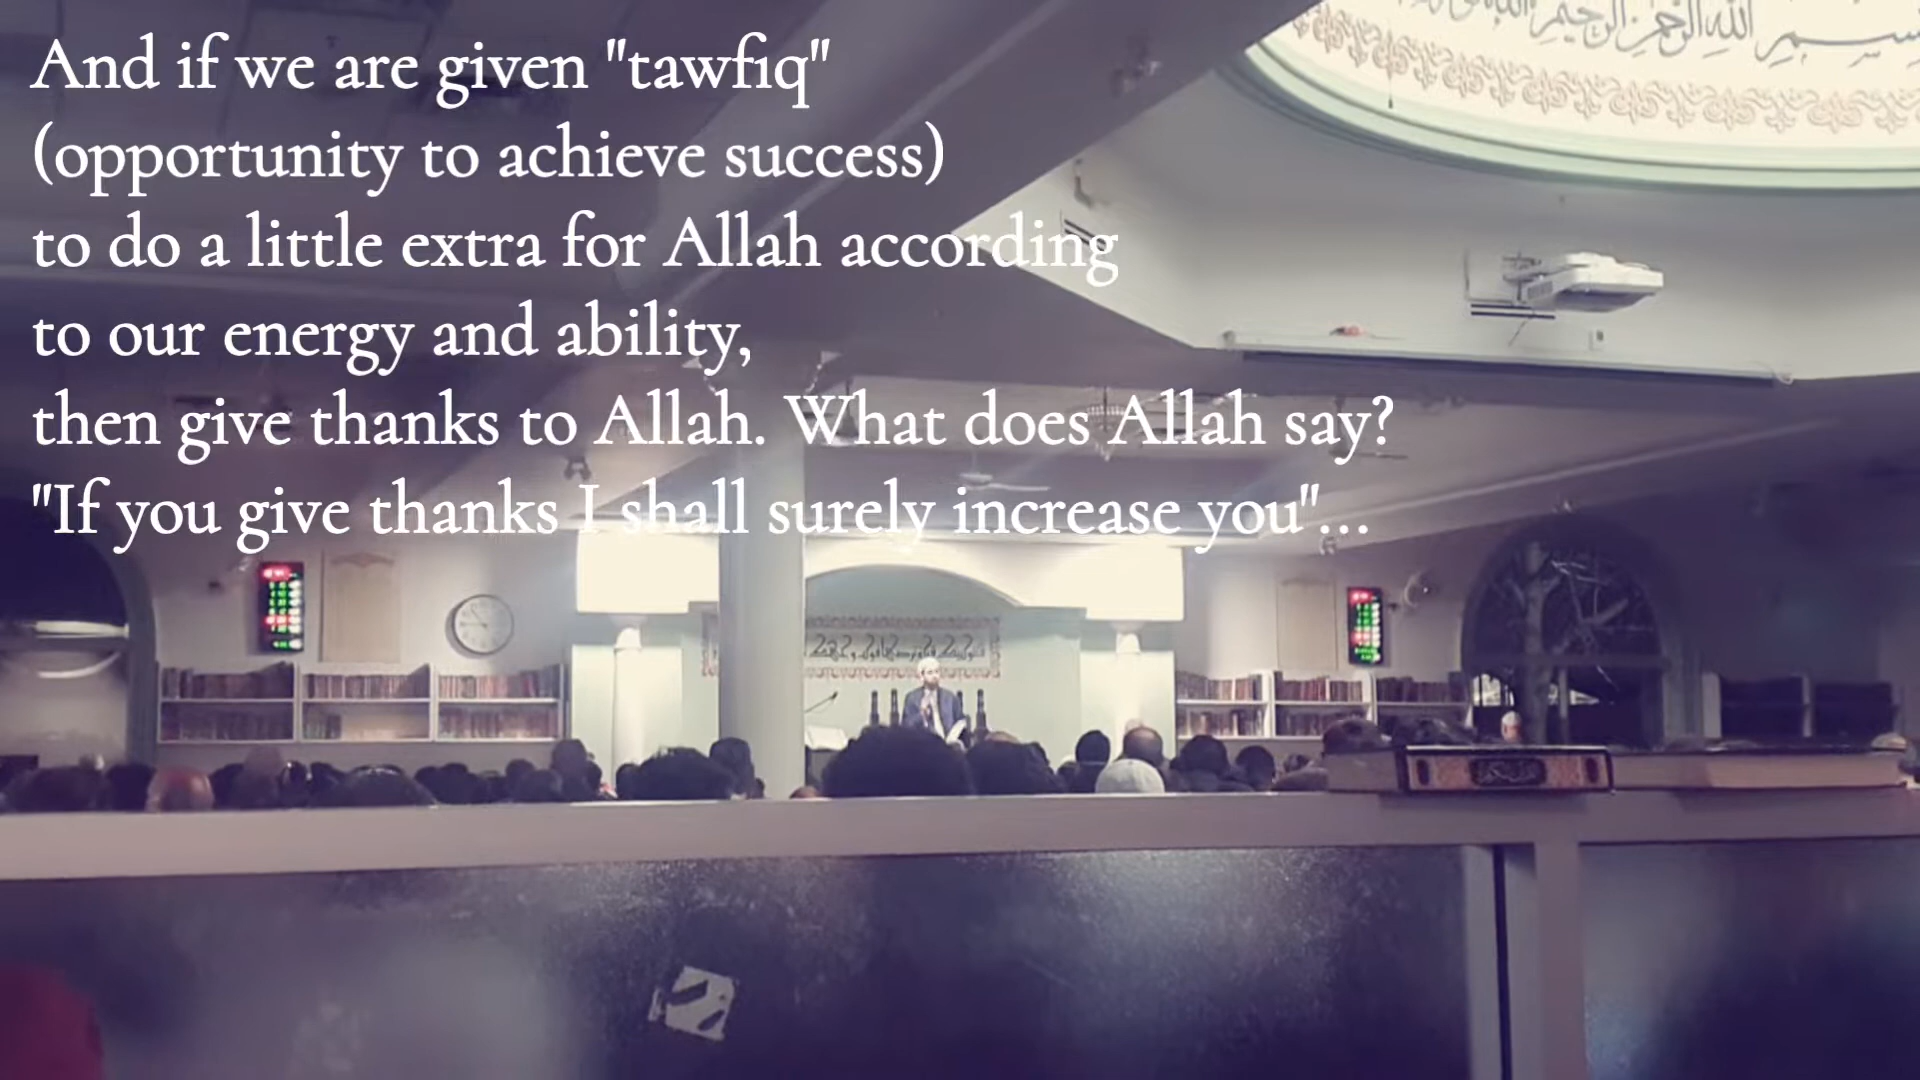 And if we are given "tawfiq"
(opportunity to achieve success)
to do a little extra for Allah according
to our energy and ability,
then give thanks to Allah. What does Allah say?
"If you give thanks I shall surely increase you"...
بسم الله الرحمن الرحيم